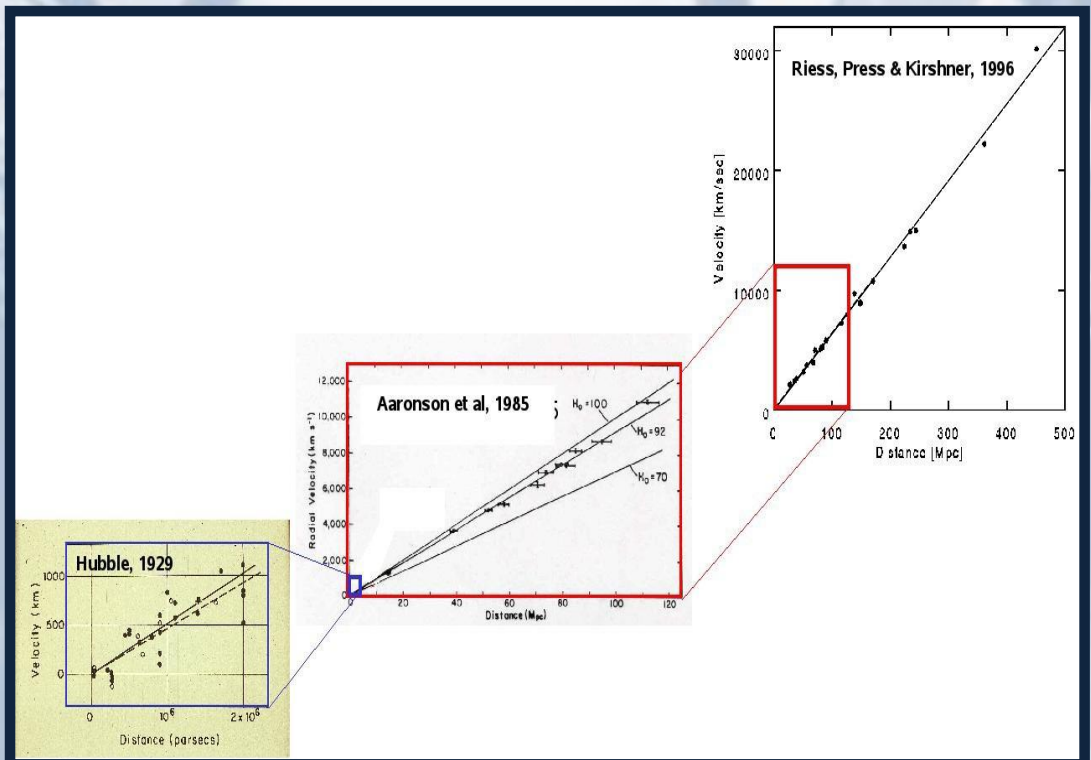 Riess, Press & Kirshner, 1996
30000
20000
10000
0
Velocity [km/sec]
0 100 200 300 400 500
Distance [Mpc]
Aaronson et al, 1985
5
12,000
10,000
8,000
6,000
4,000
2,000
0
Radial Velocity (km s⁻¹)
H₀ = 100
H₀ = 92
H₀ = 70
0 20 40 60 80 100 120
Distance (Mpc)
Hubble, 1929
1000
500
0
Velocity (km)
0 10⁶ 2 x 10⁶
Distance (parsecs)